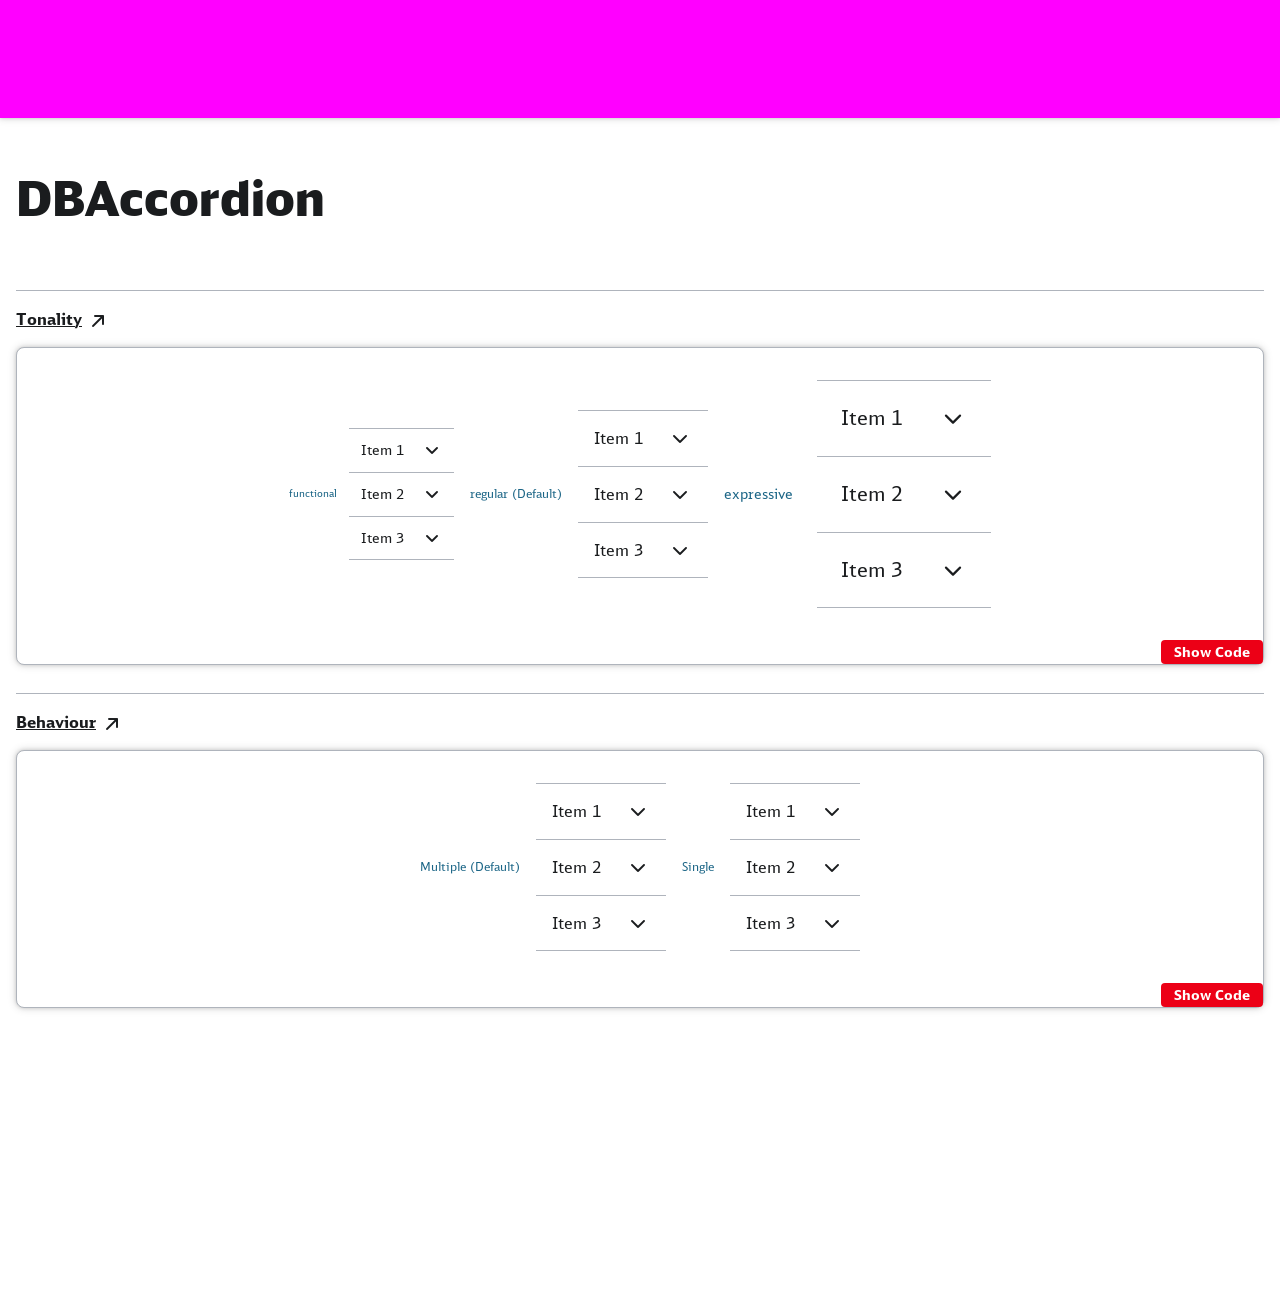 DBAccordion
Tonality
functional
Item 1
Item 2
Item 3
regular (Default)
Item 1
Item 2
Item 3
expressive
Item 1
Item 2
Item 3
Show Code
Behaviour
Multiple (Default)
Item 1
Item 2
Item 3
Single
Item 1
Item 2
Item 3
Show Code